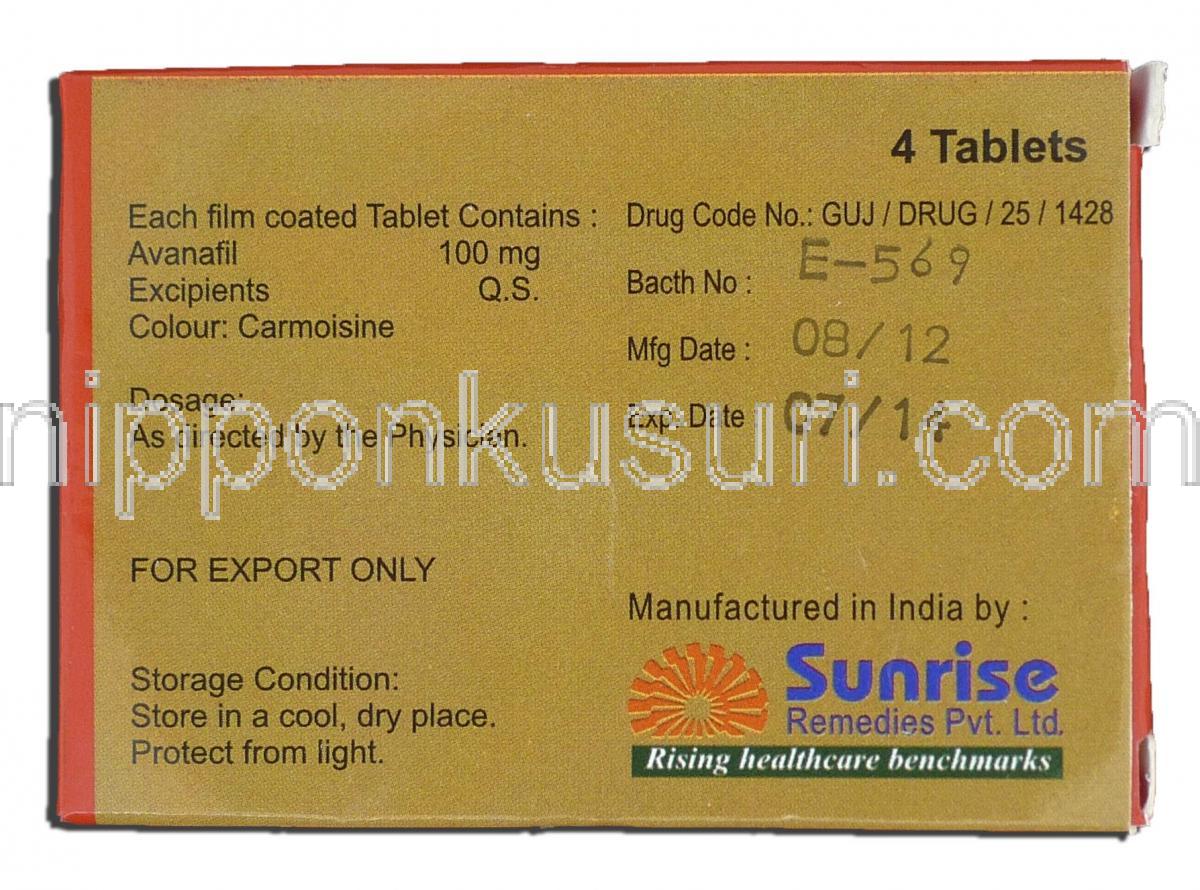 4 Tablets
Each film coated Tablet Contains :
Avanafil 100 mg
Excipients Q.S.
Colour: Carmoisine
Dosage:
As directed by the Physician.
FOR EXPORT ONLY
Storage Condition:
Store in a cool, dry place.
Protect from light.
Drug Code No.: GUJ / DRUG / 25 / 1428
Bacth No : E-569
Mfg Date : 08/12
Exp. Date 07/14
Manufactured in India by :
Sunrise
Remedies Pvt. Ltd.
Rising healthcare benchmarks
nipponkusuri.com